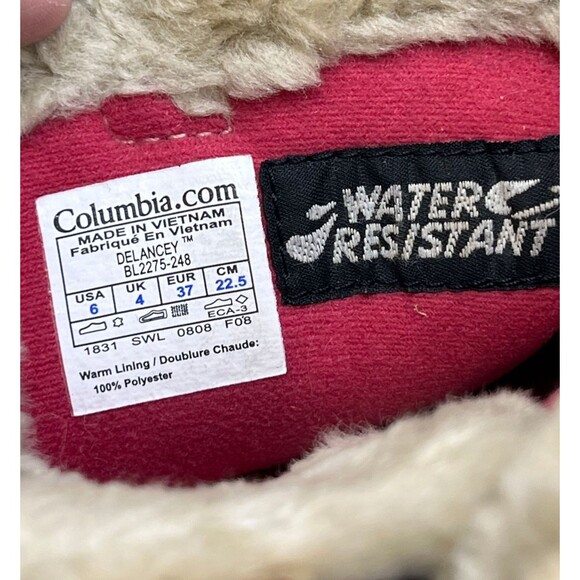 Columbia.com
MADE IN VIETNAM
Fabriqué En Vietnam
DELANCEY™
BL2275-248
USA UK EUR CM
6 4 37 22.5
ECA-3
1831 SWL 0808 F08
Warm Lining / Doublure Chaude:
100% Polyester
WATER
RESISTANT